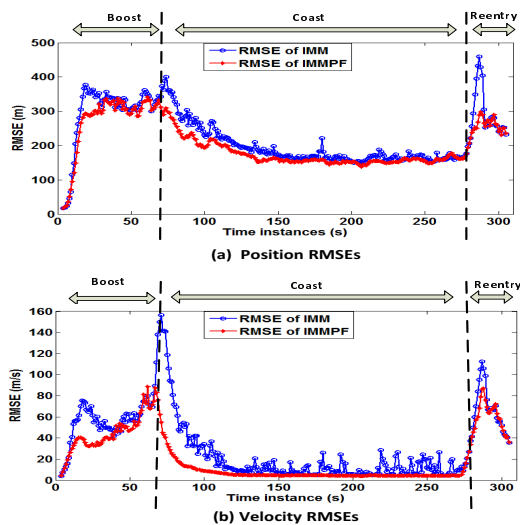 Boost Coast Reentry
500
400
300
200
100
0
RMSE (m)
RMSE of IMM
RMSE of IMMPF
0 50 100 150 200 250 300
Time instances (s)
(a) Position RMSEs
Boost Coast Reentry
160
140
120
100
80
60
40
20
0
RMSE (m/s)
RMSE of IMM
RMSE of IMMPF
0 50 100 150 200 250 300
Time instances (s)
(b) Velocity RMSEs